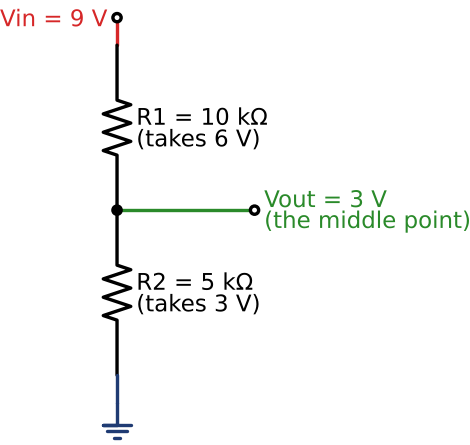 Vin = 9 V
R1 = 10 kΩ
(takes 6 V)
Vout = 3 V
(the middle point)
R2 = 5 kΩ
(takes 3 V)